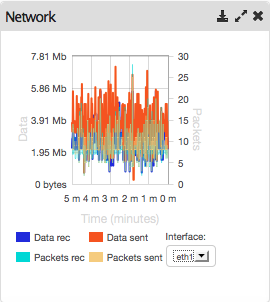 Network
7.81 Mb
5.86 Mb
3.91 Mb
1.95 Mb
0 bytes
Data
30
25
20
15
10
5
0
Packets
5 m 4 m 3 m 2 m 1 m 0 m
Time (minutes)
Data rec Data sent
Packets rec Packets sent
Interface:
eth1